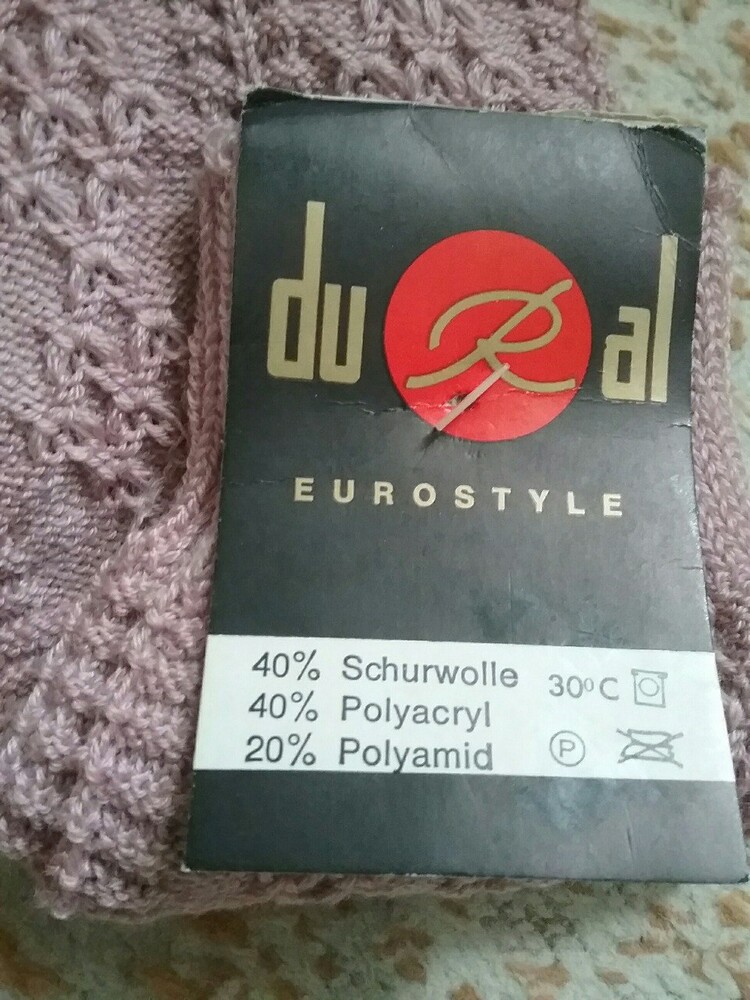 du R al
EUROSTYLE
40% Schurwolle 30°C
40% Polyacryl
20% Polyamid P